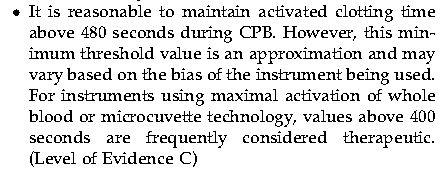 • It is reasonable to maintain activated clotting time
above 480 seconds during CPB. However, this min-
imum threshold value is an approximation and may
vary based on the bias of the instrument being used.
For instruments using maximal activation of whole
blood or microcuvette technology, values above 400
seconds are frequently considered therapeutic.
(Level of Evidence C)